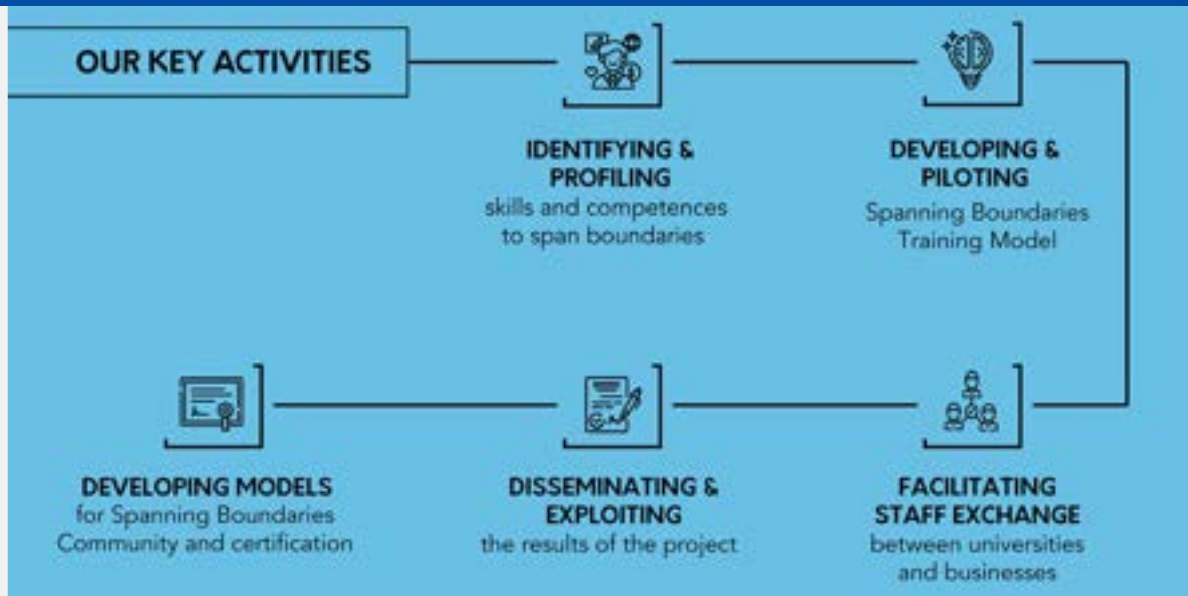 OUR KEY ACTIVITIES
IDENTIFYING &
PROFILING
skills and competences
to span boundaries
DEVELOPING &
PILOTING
Spanning Boundaries
Training Model
DEVELOPING MODELS
for Spanning Boundaries
Community and certification
DISSEMINATING &
EXPLOITING
the results of the project
FACILITATING
STAFF EXCHANGE
between universities
and businesses